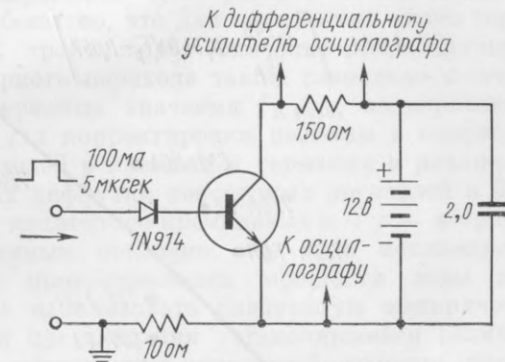 К дифференциальному
усилителю осциллографа
150 ом
100 ма
5 мксек
1N914
12 в
2,0
К осцил-
лографу
10 ом